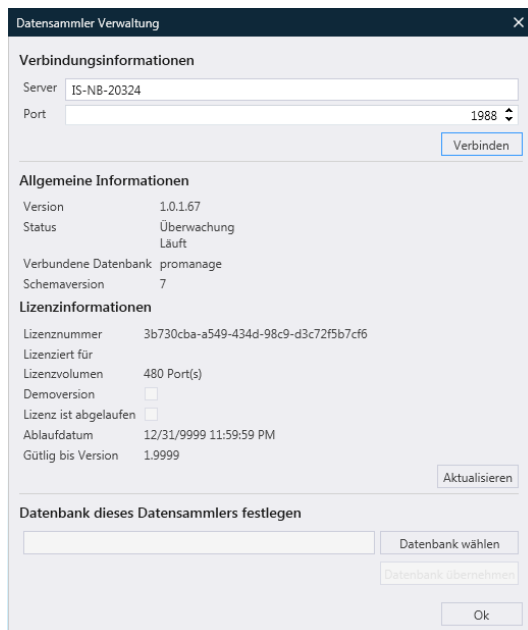 Datensammler Verwaltung
Verbindungsinformationen
Server IS-NB-20324
Port 1988
Verbinden
Allgemeine Informationen
Version 1.0.1.67
Status Überwachung
Läuft
Verbundene Datenbank promanage
Schemaversion 7
Lizenzinformationen
Lizenznummer 3b730cba-a549-434d-98c9-d3c72f5b7cf6
Lizenziert für
Lizenzvolumen 480 Port(s)
Demoversion
Lizenz ist abgelaufen
Ablaufdatum 12/31/9999 11:59:59 PM
Gütlig bis Version 1.9999
Aktualisieren
Datenbank dieses Datensammlers festlegen
Datenbank wählen
Datenbank übernehmen
Ok